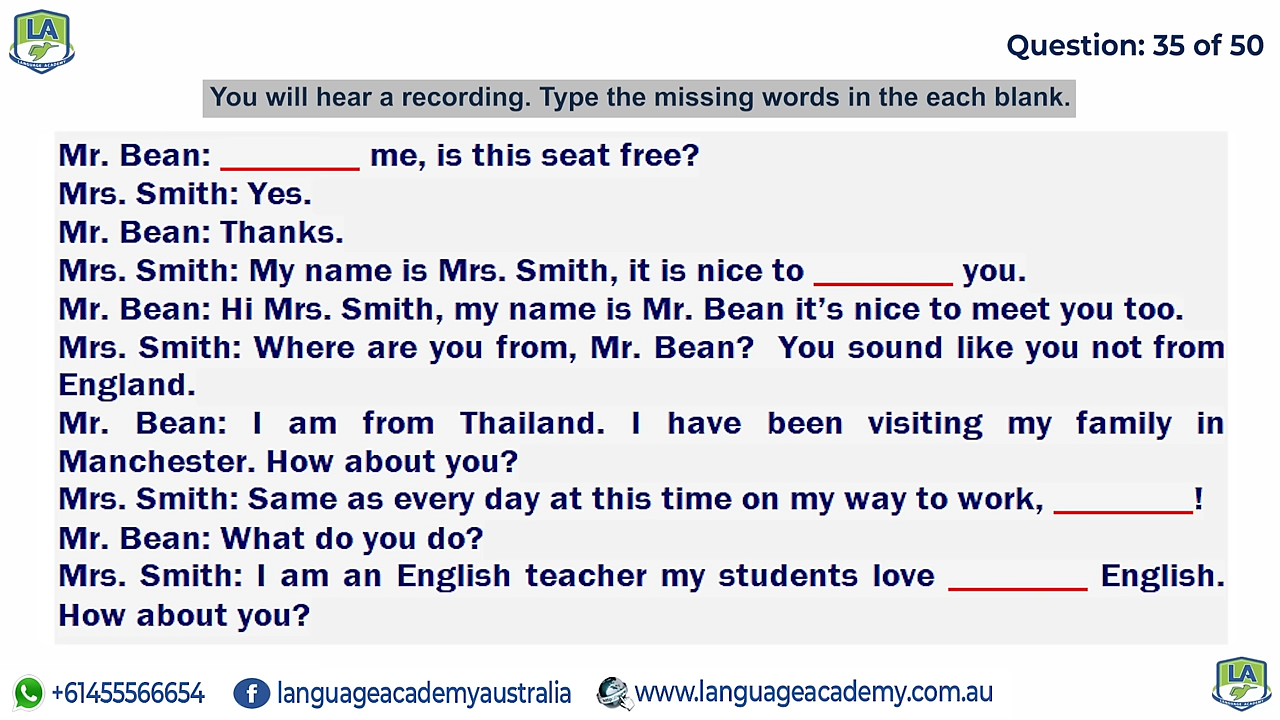 LA
LANGUAGE ACADEMY
Question: 35 of 50
You will hear a recording. Type the missing words in the each blank.
Mr. Bean: ________ me, is this seat free?
Mrs. Smith: Yes.
Mr. Bean: Thanks.
Mrs. Smith: My name is Mrs. Smith, it is nice to ________ you.
Mr. Bean: Hi Mrs. Smith, my name is Mr. Bean it’s nice to meet you too.
Mrs. Smith: Where are you from, Mr. Bean? You sound like you not from
England.
Mr. Bean: I am from Thailand. I have been visiting my family in
Manchester. How about you?
Mrs. Smith: Same as every day at this time on my way to work, ________!
Mr. Bean: What do you do?
Mrs. Smith: I am an English teacher my students love ________ English.
How about you?
+61455566654
languageacademyaustralia
www.languageacademy.com.au
LA
LANGUAGE ACADEMY